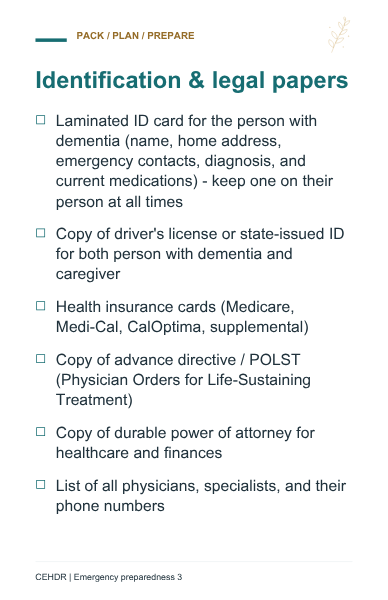 PACK / PLAN / PREPARE
Identification & legal papers
Laminated ID card for the person with
dementia (name, home address,
emergency contacts, diagnosis, and
current medications) - keep one on their
person at all times
Copy of driver's license or state-issued ID
for both person with dementia and
caregiver
Health insurance cards (Medicare,
Medi-Cal, CalOptima, supplemental)
Copy of advance directive / POLST
(Physician Orders for Life-Sustaining
Treatment)
Copy of durable power of attorney for
healthcare and finances
List of all physicians, specialists, and their
phone numbers
CEHDR | Emergency preparedness 3